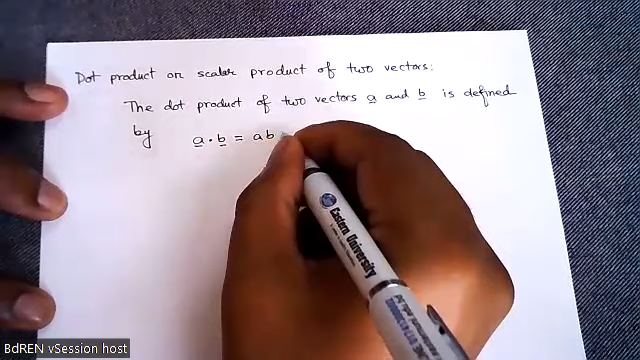 Dot product or scalar product of two vectors:
The dot product of two vectors a and b is defined
by a · b = ab
Eastern University
BdREN vSession host